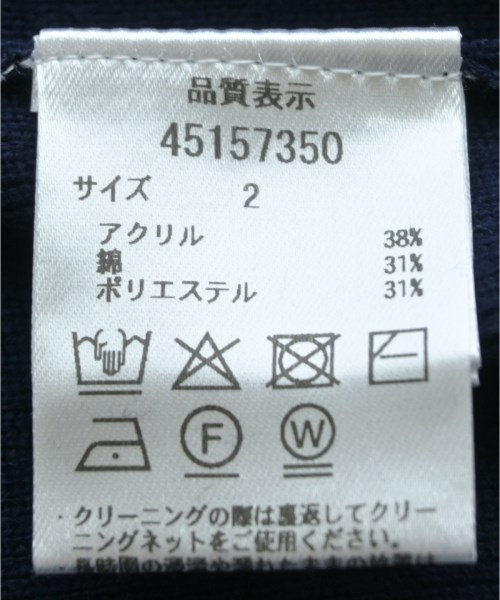 品質表示
45157350
サイズ 2
アクリル 38%
綿 31%
ポリエステル 31%
F W
・クリーニングの際は裏返してクリー
ニングネットをご使用ください。